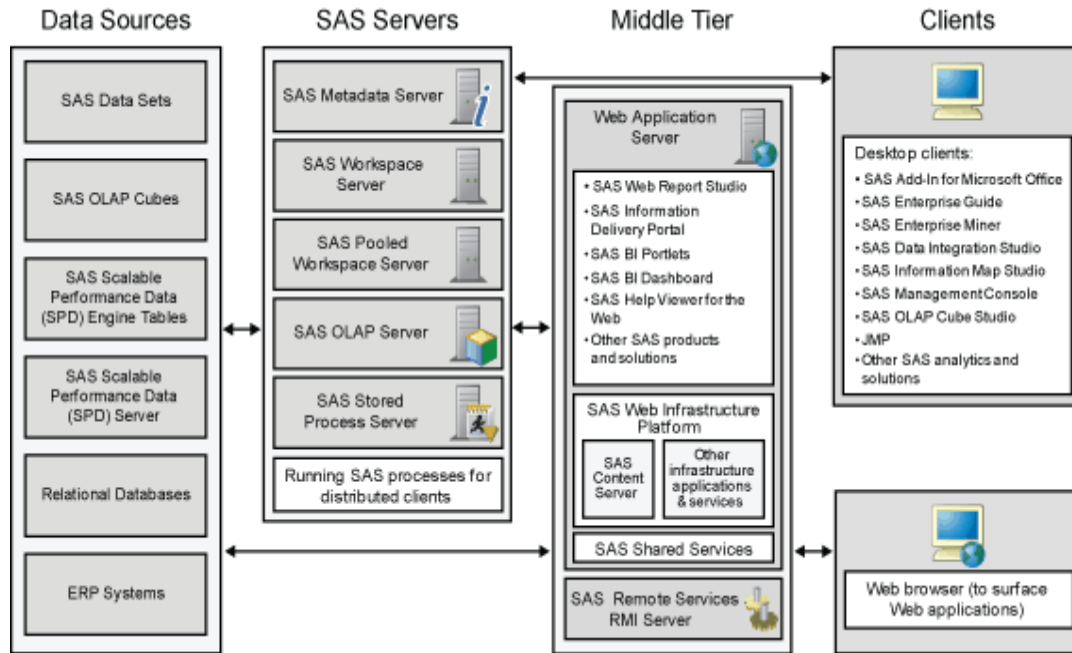 Data Sources
SAS Servers
Middle Tier
Clients
SAS Data Sets
SAS OLAP Cubes
SAS Scalable
Performance Data
(SPD) Engine Tables
SAS Scalable
Performance Data
(SPD) Server
Relational Databases
ERP Systems
SAS Metadata Server
SAS Workspace
Server
SAS Pooled
Workspace Server
SAS OLAP Server
SAS Stored
Process Server
Running SAS processes for
distributed clients
Web Application
Server
• SAS Web Report Studio
• SAS Information
Delivery Portal
• SAS BI Portlets
• SAS BI Dashboard
• SAS Help Viewer for the
Web
• Other SAS products
and solutions
SAS Web Infrastructure
Platform
SAS
Content
Server
Other
infrastructure
applications
& services
SAS Shared Services
SAS Remote Services
RMI Server
Desktop clients:
• SAS Add-In for Microsoft Office
• SAS Enterprise Guide
• SAS Enterprise Miner
• SAS Data Integration Studio
• SAS Information Map Studio
• SAS Management Console
• SAS OLAP Cube Studio
• JMP
• Other SAS analytics and
solutions
Web browser (to surface
Web applications)